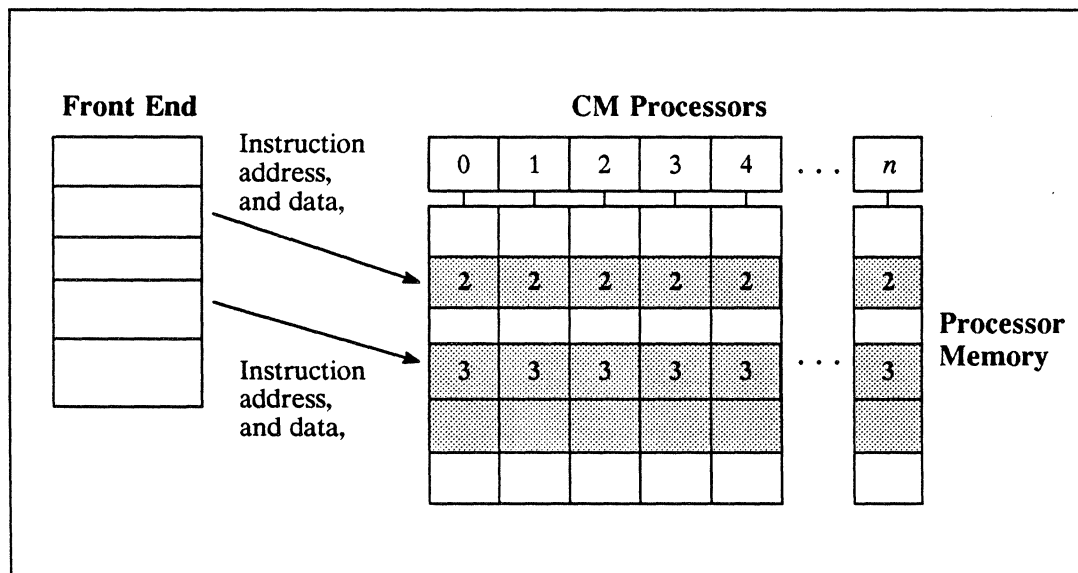 Front End
CM Processors
Instruction
address,
and data,
0 1 2 3 4 . . . n
2 2 2 2 2 2
Processor
Memory
3 3 3 3 3 . . . 3
Instruction
address,
and data,